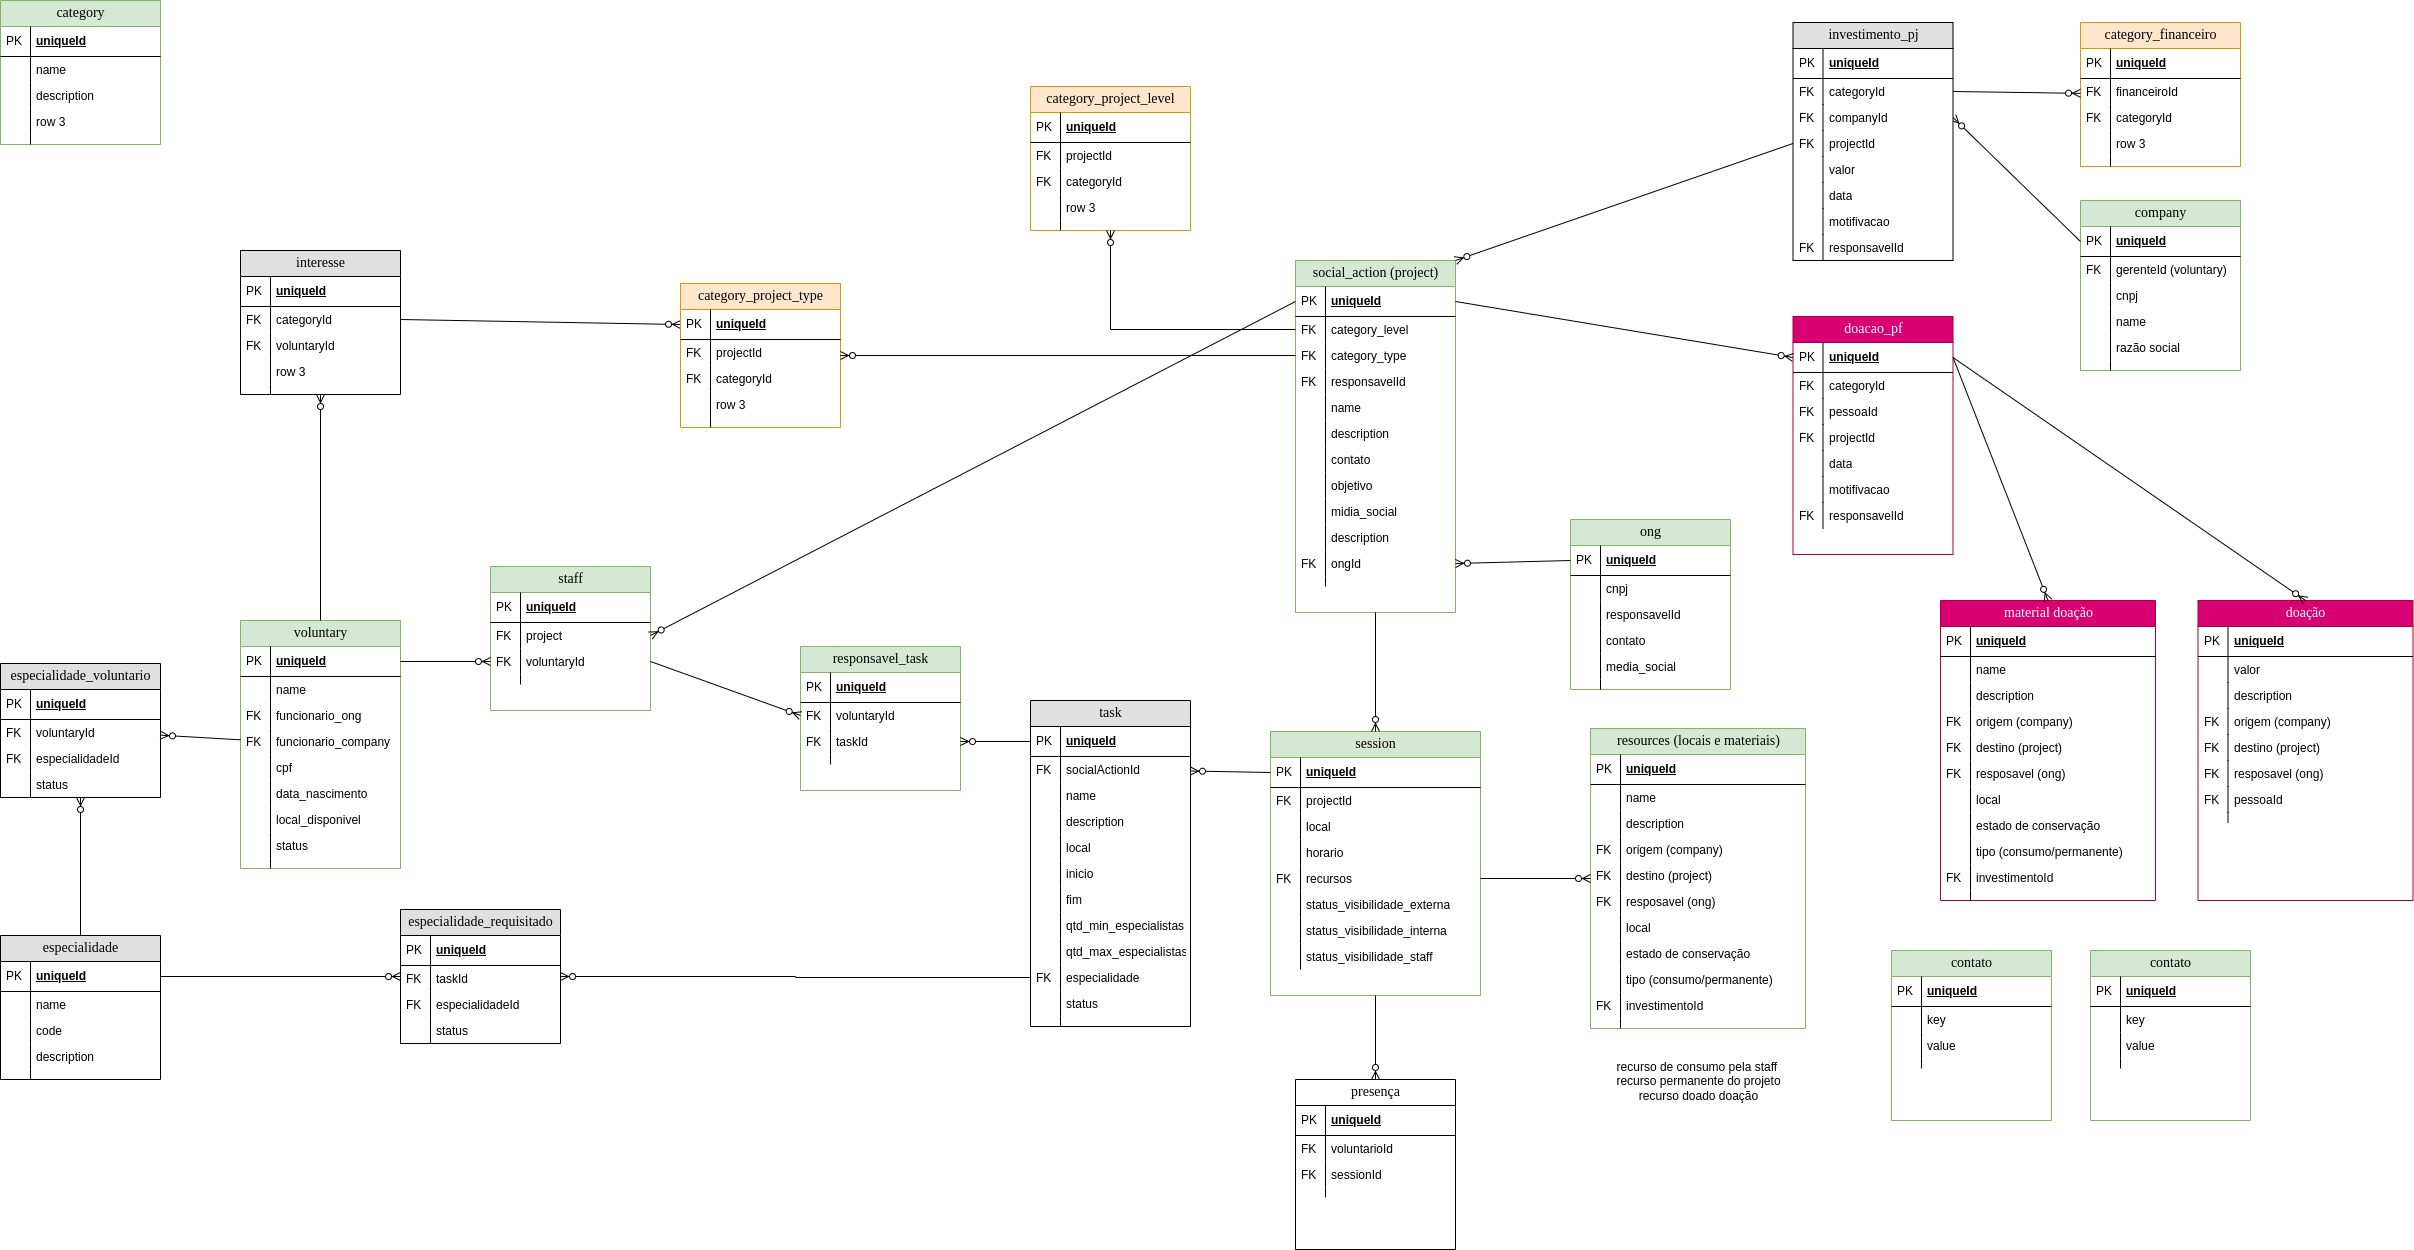 category
PK uniqueId
name
description
row 3
category_project_level
PK uniqueId
FK projectId
FK categoryId
row 3
investimento_pj
PK uniqueId
FK categoryId
FK companyId
FK projectId
valor
data
motifivacao
FK responsavelId
category_financeiro
PK uniqueId
FK financeiroId
FK categoryId
row 3
company
PK uniqueId
FK gerenteId (voluntary)
cnpj
name
razão social
interesse
PK uniqueId
FK categoryId
FK voluntaryId
row 3
category_project_type
PK uniqueId
FK projectId
FK categoryId
row 3
social_action (project)
PK uniqueId
FK category_level
FK category_type
FK responsavelId
name
description
contato
objetivo
midia_social
description
FK ongId
doacao_pf
PK uniqueId
FK categoryId
FK pessoaId
FK projectId
data
motifivacao
FK responsavelId
ong
PK uniqueId
cnpj
responsavelId
contato
media_social
staff
PK uniqueId
FK project
FK voluntaryId
voluntary
PK uniqueId
name
FK funcionario_ong
FK funcionario_company
cpf
data_nascimento
local_disponivel
status
especialidade_voluntario
PK uniqueId
FK voluntaryId
FK especialidadeId
status
responsavel_task
PK uniqueId
FK voluntaryId
FK taskId
task
PK uniqueId
FK socialActionId
name
description
local
inicio
fim
qtd_min_especialistas
qtd_max_especialistas
FK especialidade
status
session
PK uniqueId
FK projectId
local
horario
FK recursos
status_visibilidade_externa
status_visibilidade_interna
status_visibilidade_staff
resources (locais e materiais)
PK uniqueId
name
description
FK origem (company)
FK destino (project)
FK resposavel (ong)
local
estado de conservação
tipo (consumo/permanente)
FK investimentoId
material doação
PK uniqueId
name
description
FK origem (company)
FK destino (project)
FK resposavel (ong)
local
estado de conservação
tipo (consumo/permanente)
FK investimentoId
doação
PK uniqueId
valor
description
FK origem (company)
FK destino (project)
FK resposavel (ong)
FK pessoaId
especialidade
PK uniqueId
name
code
description
especialidade_requisitado
PK uniqueId
FK taskId
FK especialidadeId
status
contato
PK uniqueId
key
value
contato
PK uniqueId
key
value
recurso de consumo pela staff
recurso permanente do projeto
recurso doado doação
presença
PK uniqueId
FK voluntarioId
FK sessionId